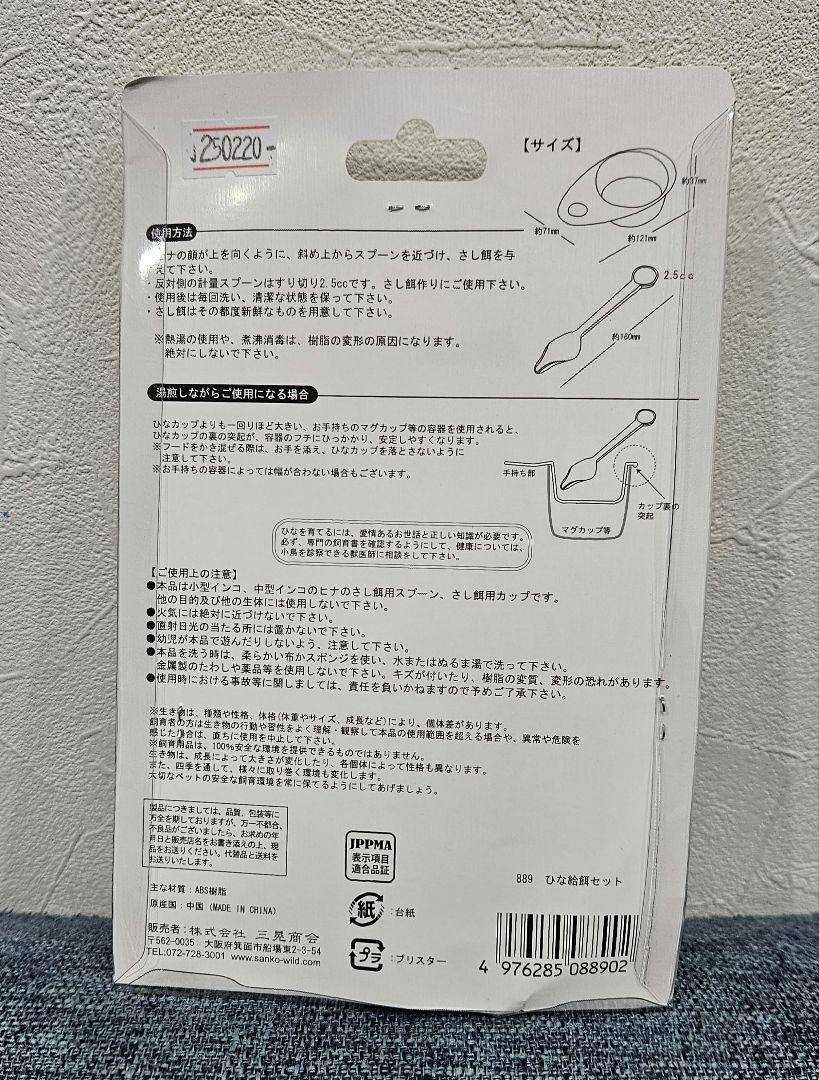 250220-
【サイズ】
約37mm
約71mm
約121mm
使用方法
ヒナの顔が上を向くように、斜め上からスプーンを近づけ、さし餌を与
えて下さい。
・反対側の計量スプーンはすり切り2.5ccです。さし餌作りにご使用下さい。
・使用後は毎回洗い、清潔な状態を保って下さい。
・さし餌はその都度新鮮なものを用意して下さい。
※熱湯の使用や、煮沸消毒は、樹脂の変形の原因になります。
絶対にしないで下さい。
2.5cc
約160mm
湯煎しながらご使用になる場合
ひなカップよりも一回りほど大きい、お手持ちのマグカップ等の容器を使用されると、
ひなカップの裏の突起が、容器のフチにひっかかり、安定しやすくなります。
※フードをかき混ぜる際は、お手を添え、ひなカップを落とさないように
注意して下さい。
※お手持ちの容器によっては幅が合わない場合もございます。
手持ち部
カップ裏の
突起
マグカップ等
ひなを育てるには、愛情あるお世話と正しい知識が必要です。
必ず、専門の飼育書を確認するようにして、健康については、
小鳥を診察できる獣医師に相談をして下さい。
【ご使用上の注意】
●本品は小型インコ、中型インコのヒナのさし餌用スプーン、さし餌用カップです。
他の目的及び他の生体には使用しないで下さい。
●火気には絶対に近づけないで下さい。
●直射日光の当たる所には置かないで下さい。
●幼児が本品で遊んだりしないよう、注意して下さい。
●本品を洗う時は、柔らかい布かスポンジを使い、水またはぬるま湯で洗って下さい。
金属製のたわしや薬品等を使用しないで下さい。キズが付いたり、樹脂の変質、変形の恐れがあります。
●使用時における事故等に関しましては、責任を負いかねますので予めご了承下さい。
※生き物は、種類や性格、体格(体重やサイズ、成長など)により、個体差があります。
飼育者の方は生き物の行動や習性をよく理解・観察して本品の使用範囲を超える場合や、異常や危険を
感じた場合は、直ちに使用を中止して下さい。
※飼育用品は、100%安全な環境を提供できるものではありません。
生き物は、成長によって大きさが変化したり、各個体によって性格も異なります。
また、四季を通して、様々に取り巻く環境も変化します。
大切なペットの安全な飼育環境を常に保てるようにしてあげましょう。
製品につきましては、品質、包装等に
万全を期しておりますが、万一不都合、
不良品がございましたら、お求めの年
月日と販売店名をお書き添えの上、現
品をお送りください。代替品と送料を
お送りいたします。
JPPMA
表示項目
適合品証
主な材質：ABS樹脂
原産国：中国 (MADE IN CHINA)
販売者：株式会社 三晃商会
〒562-0035 大阪府箕面市船場東2-3-54
TEL:072-728-3001 www.sanko-wild.com
紙：台紙
プラ：ブリスター
889 ひな給餌セット
4 976285 088902